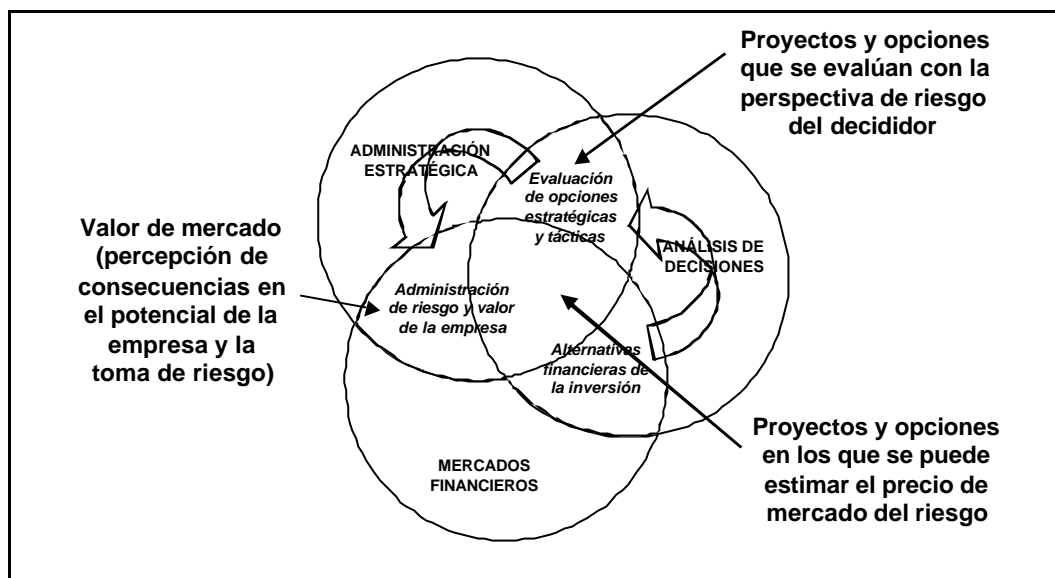 Proyectos y opciones
que se evalúan con la
perspectiva de riesgo
del decididor
ADMINISTRACIÓN
ESTRATÉGICA
Evaluación
de opciones
estratégicas
y tácticas
Valor de mercado
(percepción de
consecuencias en
el potencial de la
empresa y la
toma de riesgo)
ANÁLISIS DE
DECISIONES
Administración
de riesgo y valor
de la empresa
Alternativas
financieras de
la inversión
MERCADOS
FINANCIEROS
Proyectos y opciones
en los que se puede
estimar el precio de
mercado del riesgo